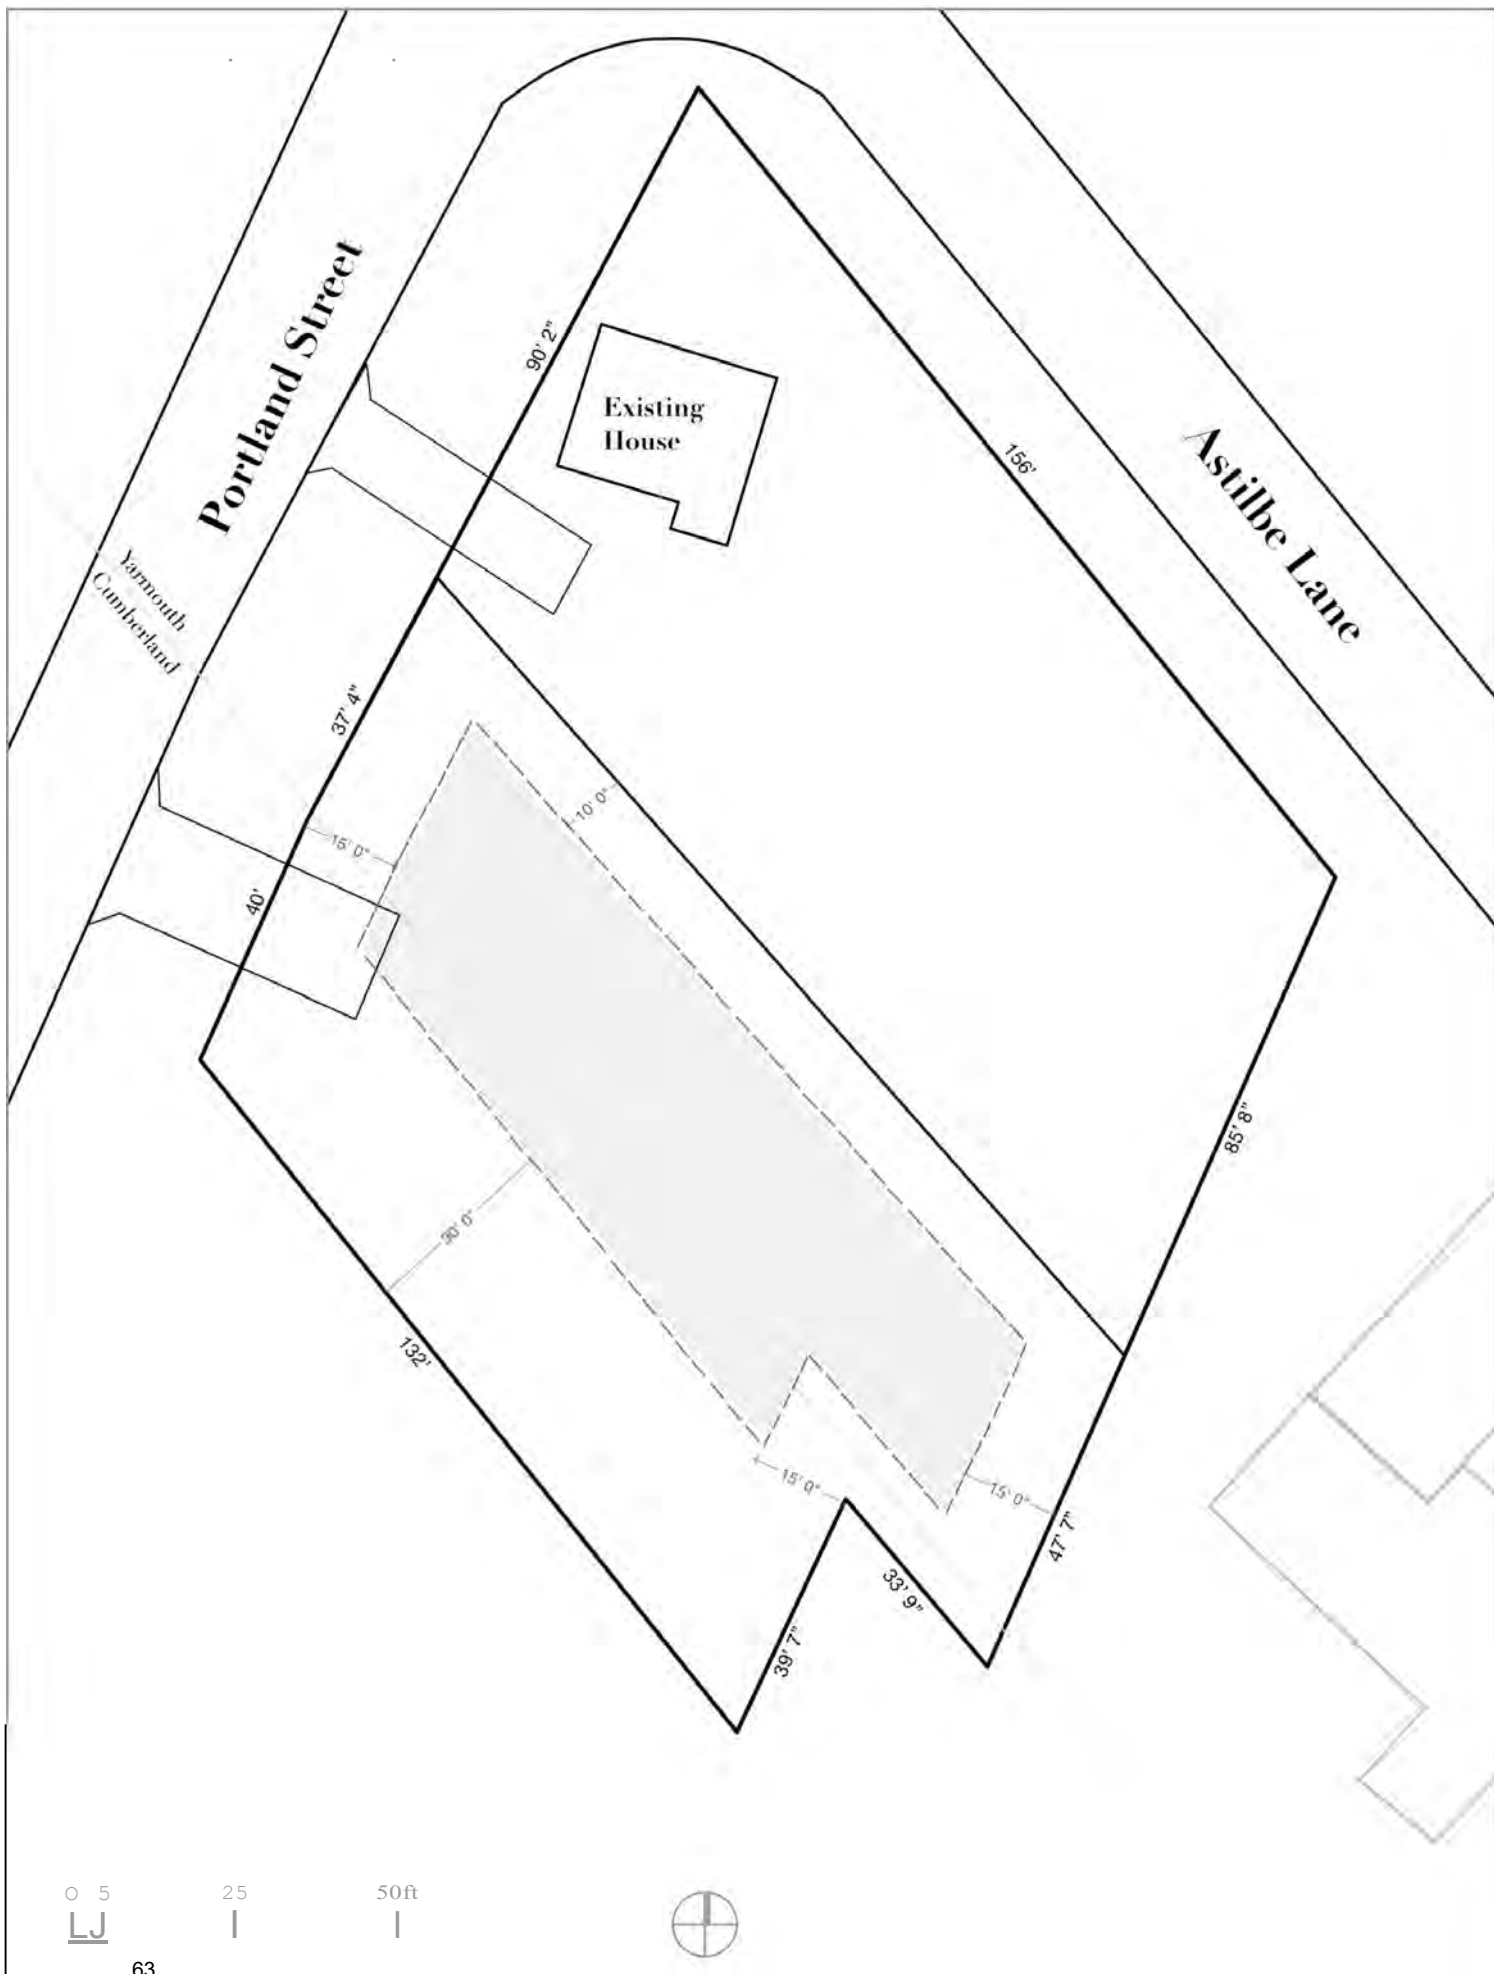 90' 2"
Portland Street
Existing
House
156'
Astilbe Lane
Yarmouth
Cumberland
37' 4"
10' 0"
15' 0"
40'
85' 8"
30' 0"
132'
15' 0"
15' 0"
47' 7"
33' 9"
39' 7"
0 5 25 50ft
63